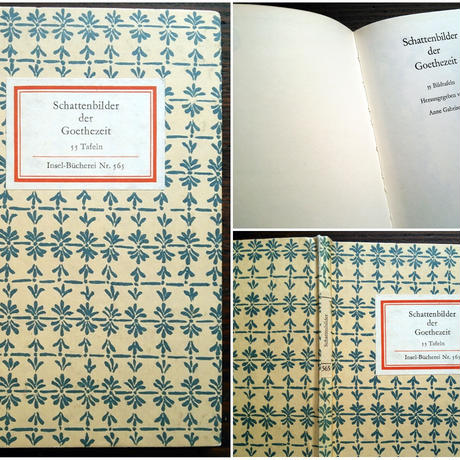 Schattenbilder
der
Goethezeit
55 Tafeln
Insel-Bücherei Nr. 565
Schattenbilder
der
Goethezeit
55 Bildtafeln
Herausgegeben
Anne Gabrisc
Schattenbilder
565
Schattenbilder
der
Goethezeit
55 Tafeln
Insel-Bücherei Nr. 565